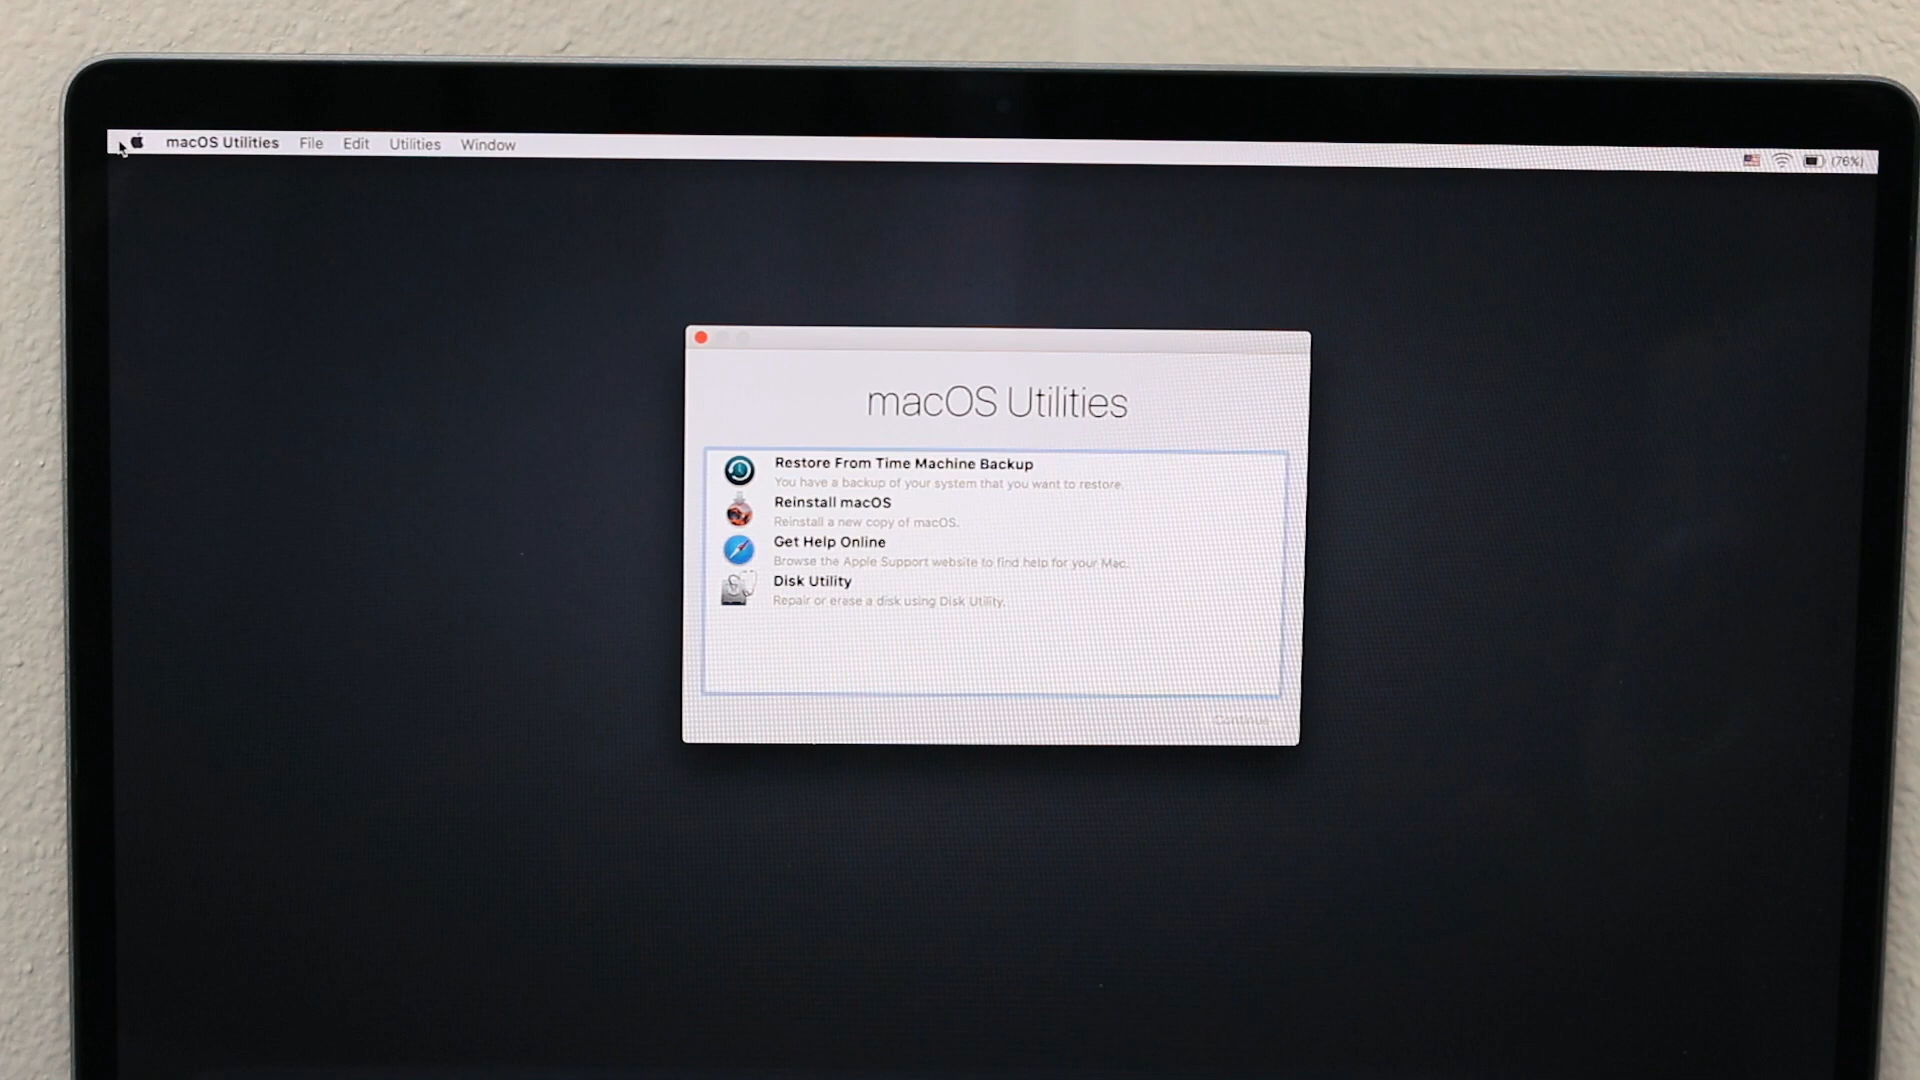 macOS Utilities File Edit Utilities Window (76%)
macOS Utilities
Restore From Time Machine Backup
You have a backup of your system that you want to restore.
Reinstall macOS
Reinstall a new copy of macOS.
Get Help Online
Browse the Apple Support website to find help for your Mac.
Disk Utility
Repair or erase a disk using Disk Utility.
Continue